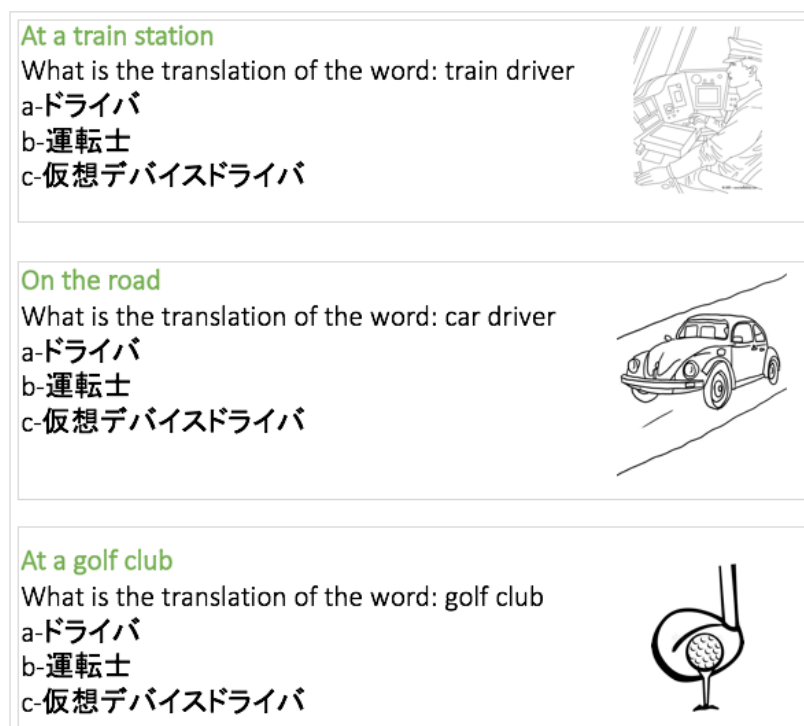 At a train station
What is the translation of the word: train driver
a-ドライバ
b-運転士
c-仮想デバイスドライバ
On the road
What is the translation of the word: car driver
a-ドライバ
b-運転士
c-仮想デバイスドライバ
At a golf club
What is the translation of the word: golf club
a-ドライバ
b-運転士
c-仮想デバイスドライバ